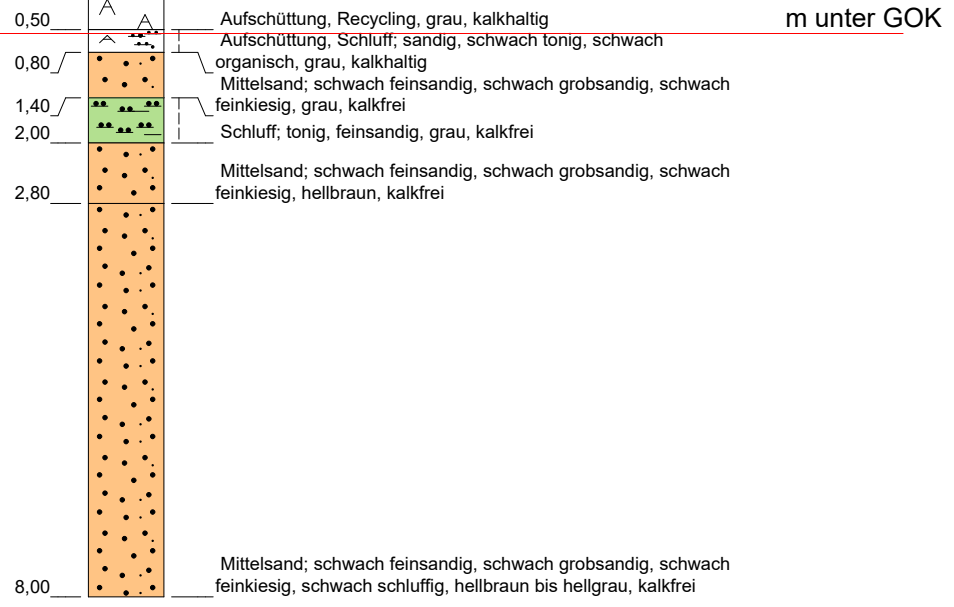 0,50 Aufschüttung, Recycling, grau, kalkhaltig
m unter GOK
Aufschüttung, Schluff; sandig, schwach tonig, schwach
0,80 organisch, grau, kalkhaltig
Mittelsand; schwach feinsandig, schwach grobsandig, schwach
1,40 feinkiesig, grau, kalkfrei
2,00 Schluff; tonig, feinsandig, grau, kalkfrei
Mittelsand; schwach feinsandig, schwach grobsandig, schwach
2,80 feinkiesig, hellbraun, kalkfrei
Mittelsand; schwach feinsandig, schwach grobsandig, schwach
8,00 feinkiesig, schwach schluffig, hellbraun bis hellgrau, kalkfrei